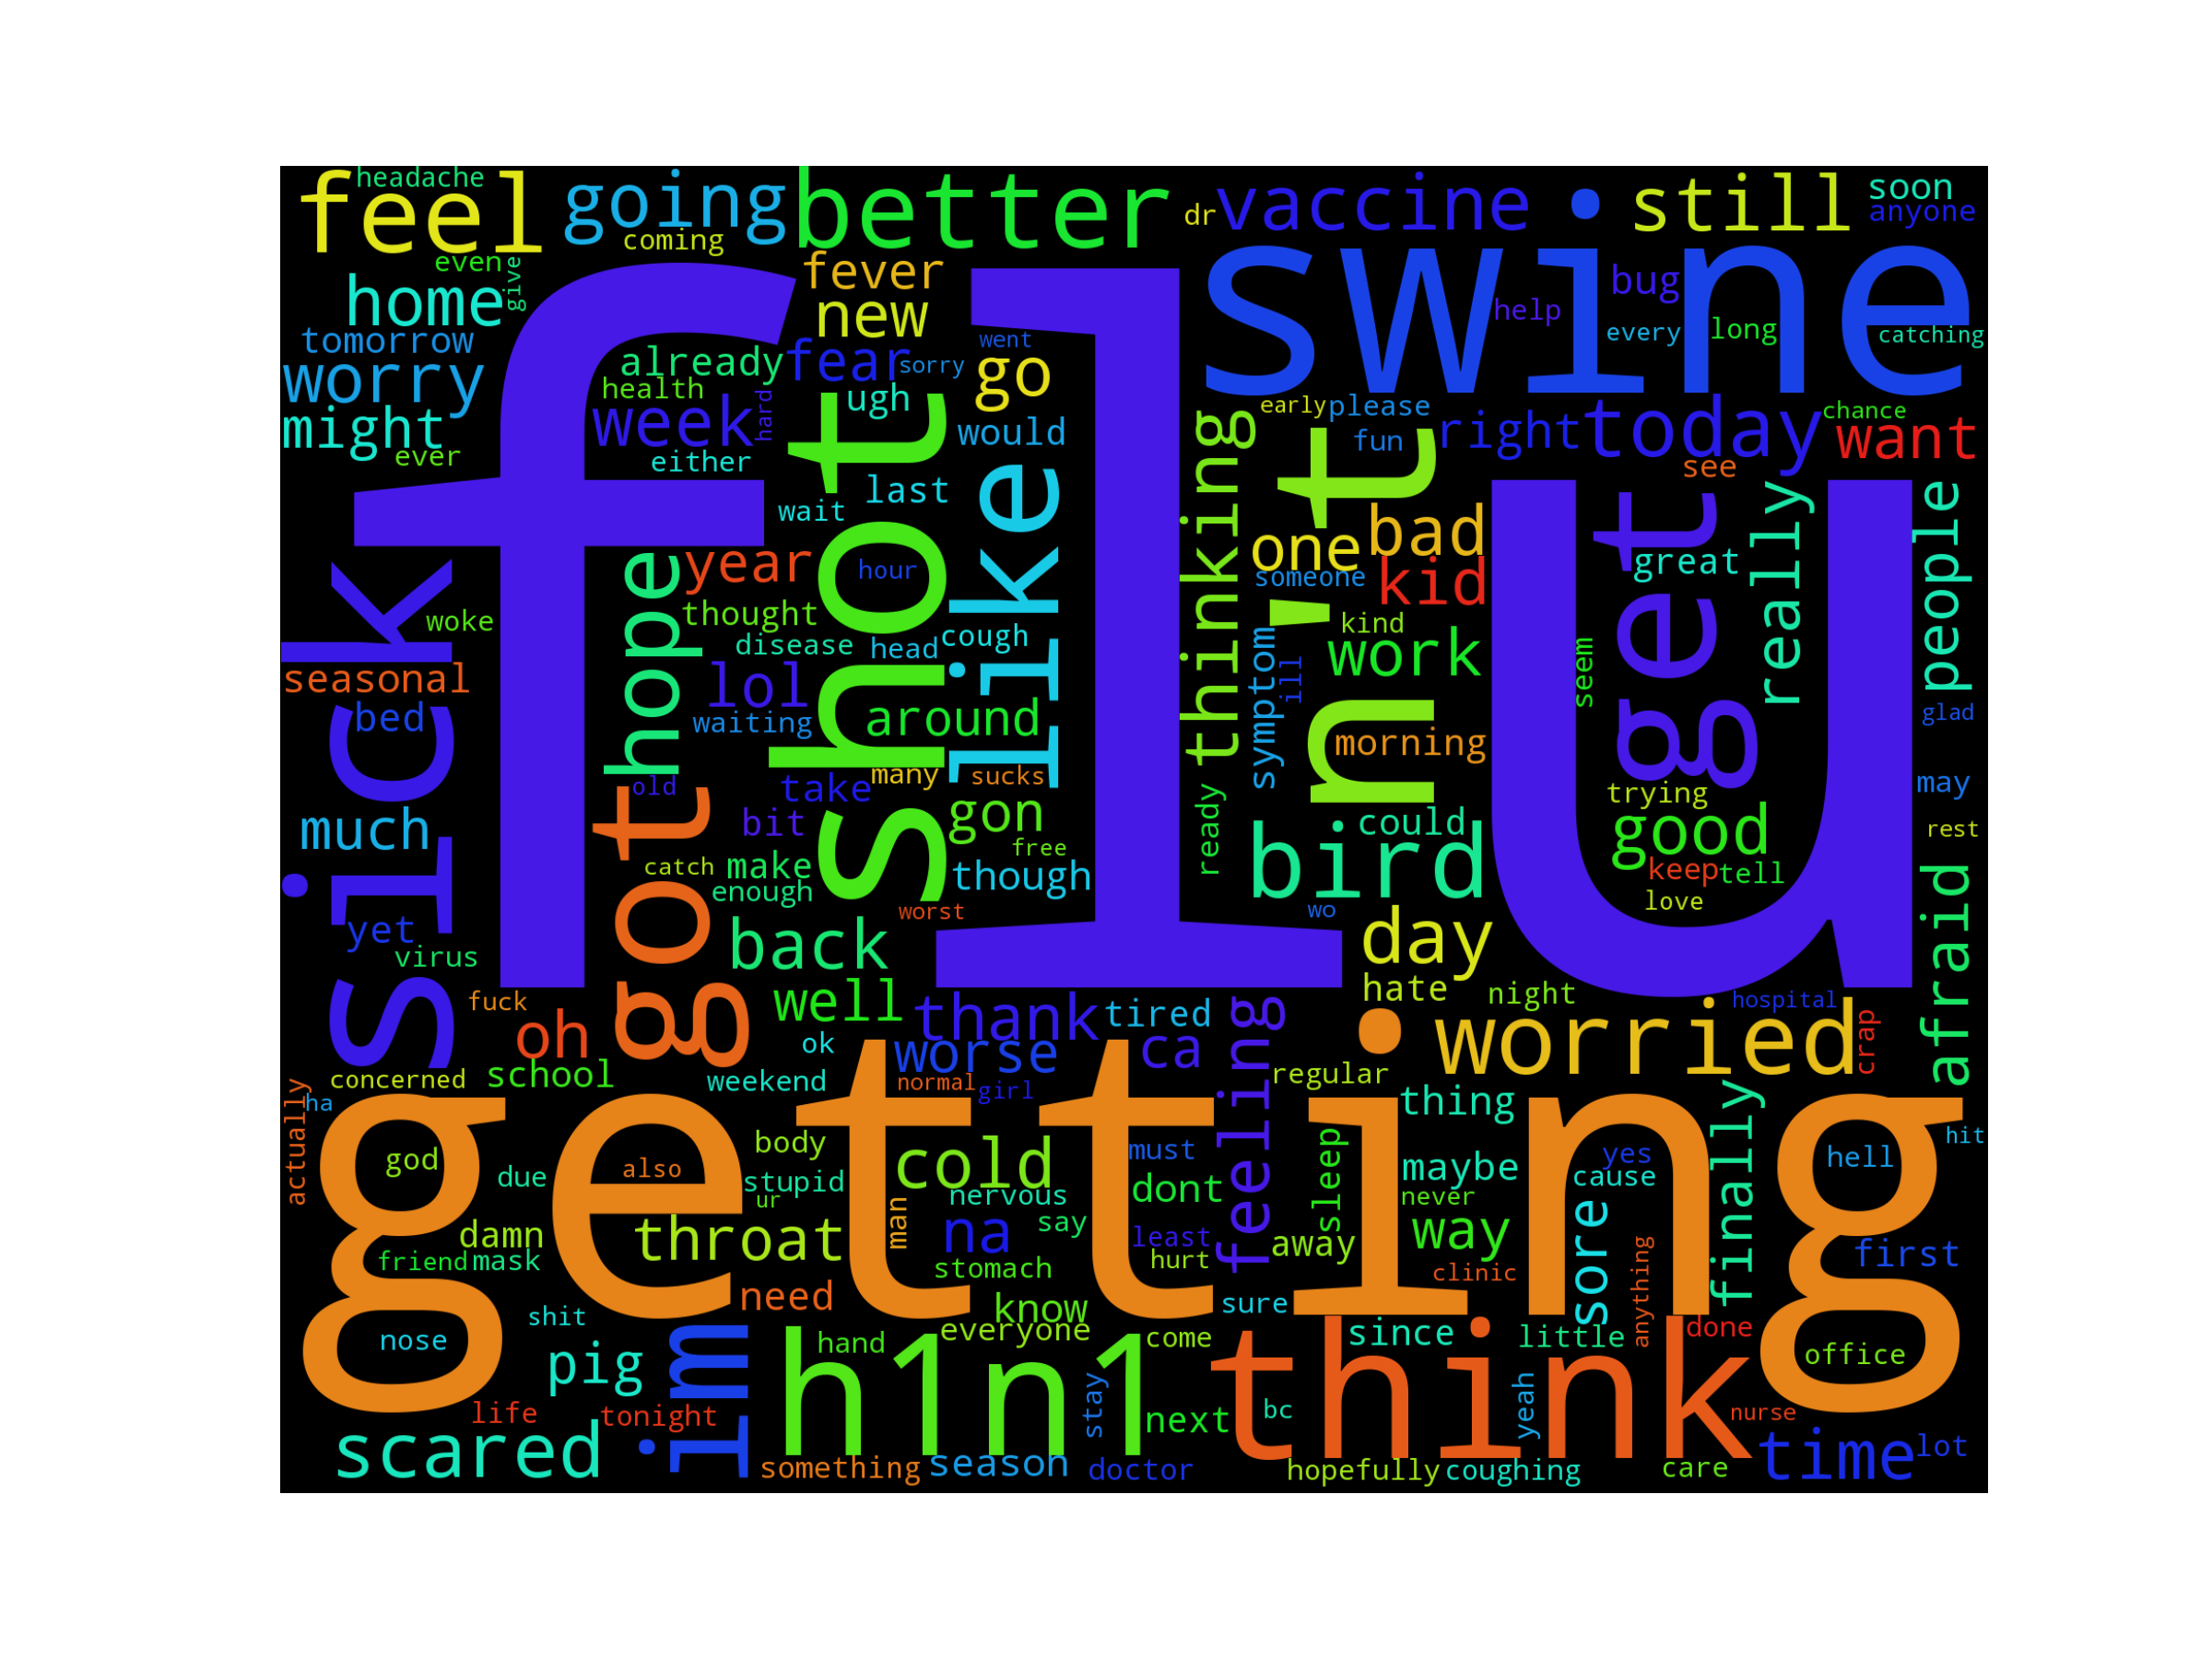 headache
feel
going
better
dr
vaccine
still
soon
anyone
coming
even
give
fever
swine
home
new
help
bug
every
long
catching
tomorrow
worry
already
fear
sorry
went
go
health
week
hard
ugh
would
early
please
chance
might
ever
either
fun
right
today
want
see
flu
shot
like
thinking
n't
get
really
people
last
wait
sick
hope
year
hour
one
bad
great
someone
kid
woke
thought
disease
head
cough
kind
work
seasonal
bed
lol
waiting
around
symptom
ill
morning
seem
glad
old
take
many
sucks
trying
may
much
got
bit
gon
ready
could
good
rest
catch
make
free
though
bird
keep
tell
enough
worst
wo
love
afraid
yet
virus
back
day
fuck
well
thank
tired
hate
night
hospital
oh
ok
worse
ca
feeling
worried
crap
concerned
school
weekend
normal
girl
regular
thing
finally
actually
ha
getting
god
due
also
body
stupid
ur
cold
nervous
must
dont
sleep
maybe
never
yes
cause
hell
hit
damn
throat
man
na
say
least
hurt
away
way
sore
first
friend
mask
stomach
clinic
anything
need
know
sure
shit
nose
pig
im
hand
everyone
come
since
little
done
office
h1n1
think
life
tonight
stay
next
bc
yeah
nurse
scared
something
season
doctor
hopefully
coughing
care
time
lot